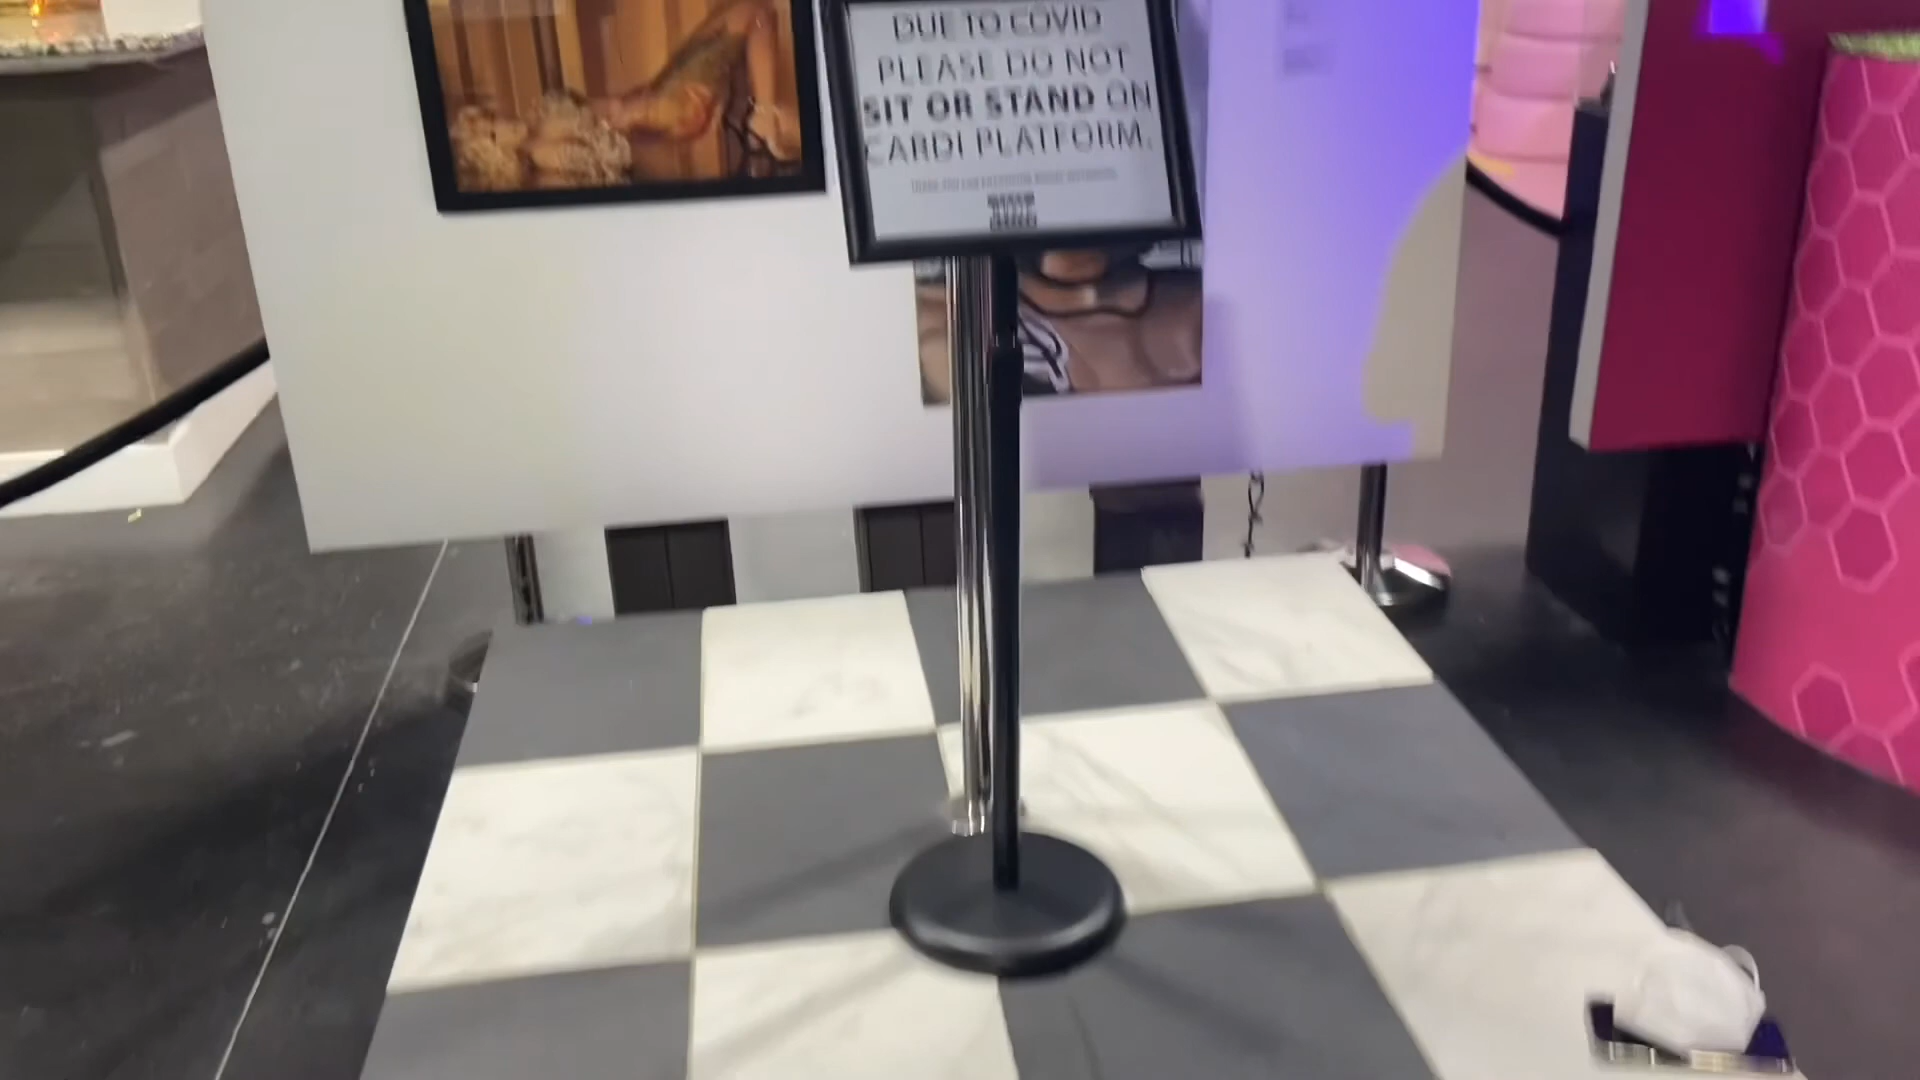 DUE TO COVID
PLEASE DO NOT
SIT OR STAND ON
CARDI PLATFORM.